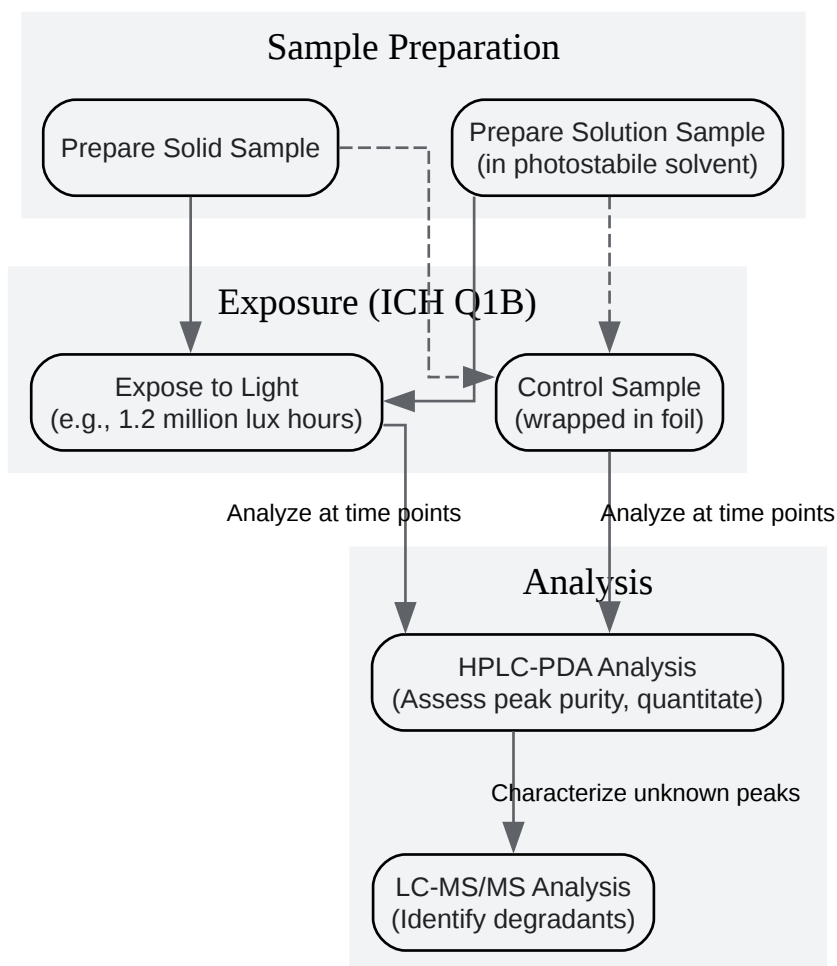 Sample Preparation
Prepare Solid Sample
Prepare Solution Sample
(in photostabile solvent)
Exposure (ICH Q1B)
Expose to Light
(e.g., 1.2 million lux hours)
Control Sample
(wrapped in foil)
Analyze at time points
Analyze at time points
Analysis
HPLC-PDA Analysis
(Assess peak purity, quantitate)
Characterize unknown peaks
LC-MS/MS Analysis
(Identify degradants)